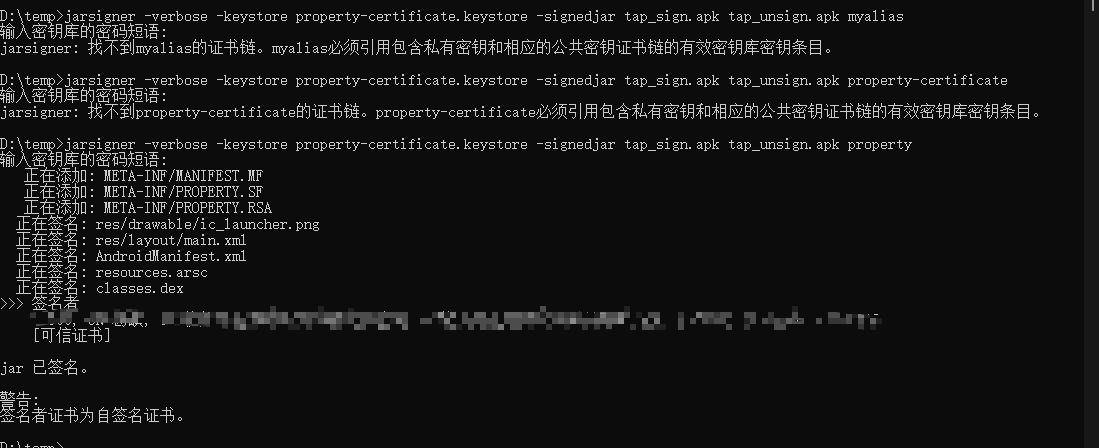 D:\temp>jarsigner -verbose -keystore property-certificate.keystore -signedjar tap_sign.apk tap_unsign.apk myalias
输入密钥库的密码短语:
jarsigner: 找不到myalias的证书链。myalias必须引用包含私有密钥和相应的公共密钥证书链的有效密钥库密钥条目。
D:\temp>jarsigner -verbose -keystore property-certificate.keystore -signedjar tap_sign.apk tap_unsign.apk property-certificate
输入密钥库的密码短语:
jarsigner: 找不到property-certificate的证书链。property-certificate必须引用包含私有密钥和相应的公共密钥证书链的有效密钥库密钥条目。
D:\temp>jarsigner -verbose -keystore property-certificate.keystore -signedjar tap_sign.apk tap_unsign.apk property
输入密钥库的密码短语:
正在添加: META-INF/MANIFEST.MF
正在添加: META-INF/PROPERTY.SF
正在添加: META-INF/PROPERTY.RSA
正在签名: res/drawable/ic_launcher.png
正在签名: res/layout/main.xml
正在签名: AndroidManifest.xml
正在签名: resources.arsc
正在签名: classes.dex
>>> 签名者
[可信证书]
jar 已签名。
警告:
签名者证书为自签名证书。
D:\temp>